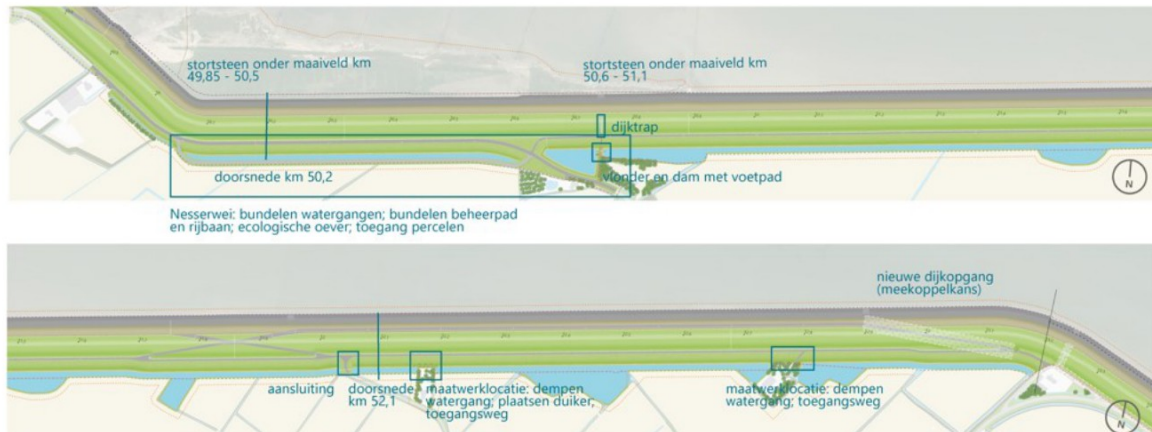 stortsteen onder maaiveld km
49,85 - 50,5
stortsteen onder maaiveld km
50,6 - 51,1
dijktrap
doorsnede km 50,2
vlonder en dam met voetpad
N
Nesserwei: bundelen watergangen; bundelen beheerpad
en rijbaan; ecologische oever; toegang percelen
nieuwe dijkopgang
(meekoppelkans)
aansluiting
doorsnede
km 52,1
maatwerklocatie: dempen
watergang; plaatsen duiker,
toegangsweg
maatwerklocatie: dempen
watergang; toegangsweg
N